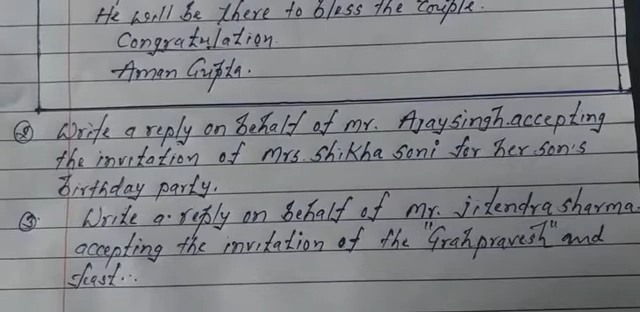 He will be there to bless the couple.
Congratulation
Aman Gupta.
② Write a reply on behalf of mr. Ajaysingh.accepting
the invitation of Mrs. Shikha soni for her son's
birthday party.
③. Write a reply on behalf of mr. jitendra sharma.
accepting the invitation of the "Grahpravesh" and
feast...